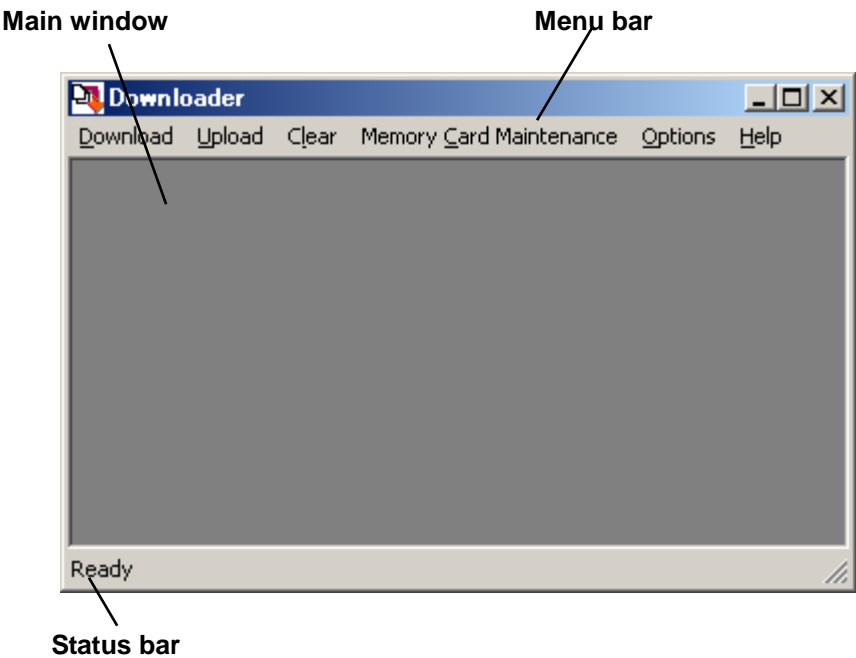 Main window Menu bar
Downloader
Download Upload Clear Memory Card Maintenance Options Help
Ready
Status bar